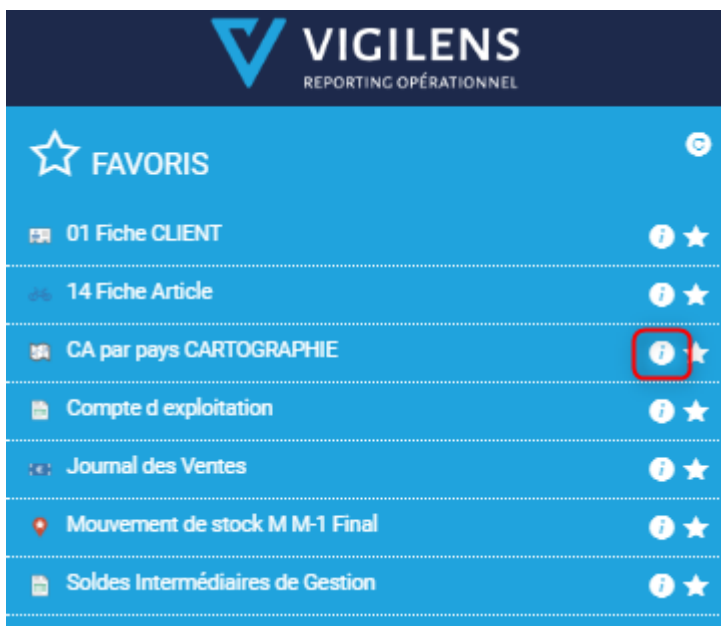 VIGILENS
REPORTING OPÉRATIONNEL
FAVORIS
01 Fiche CLIENT
14 Fiche Article
CA par pays CARTOGRAPHIE
Compte d exploitation
Journal des Ventes
Mouvement de stock M M-1 Final
Soldes Intermédiaires de Gestion